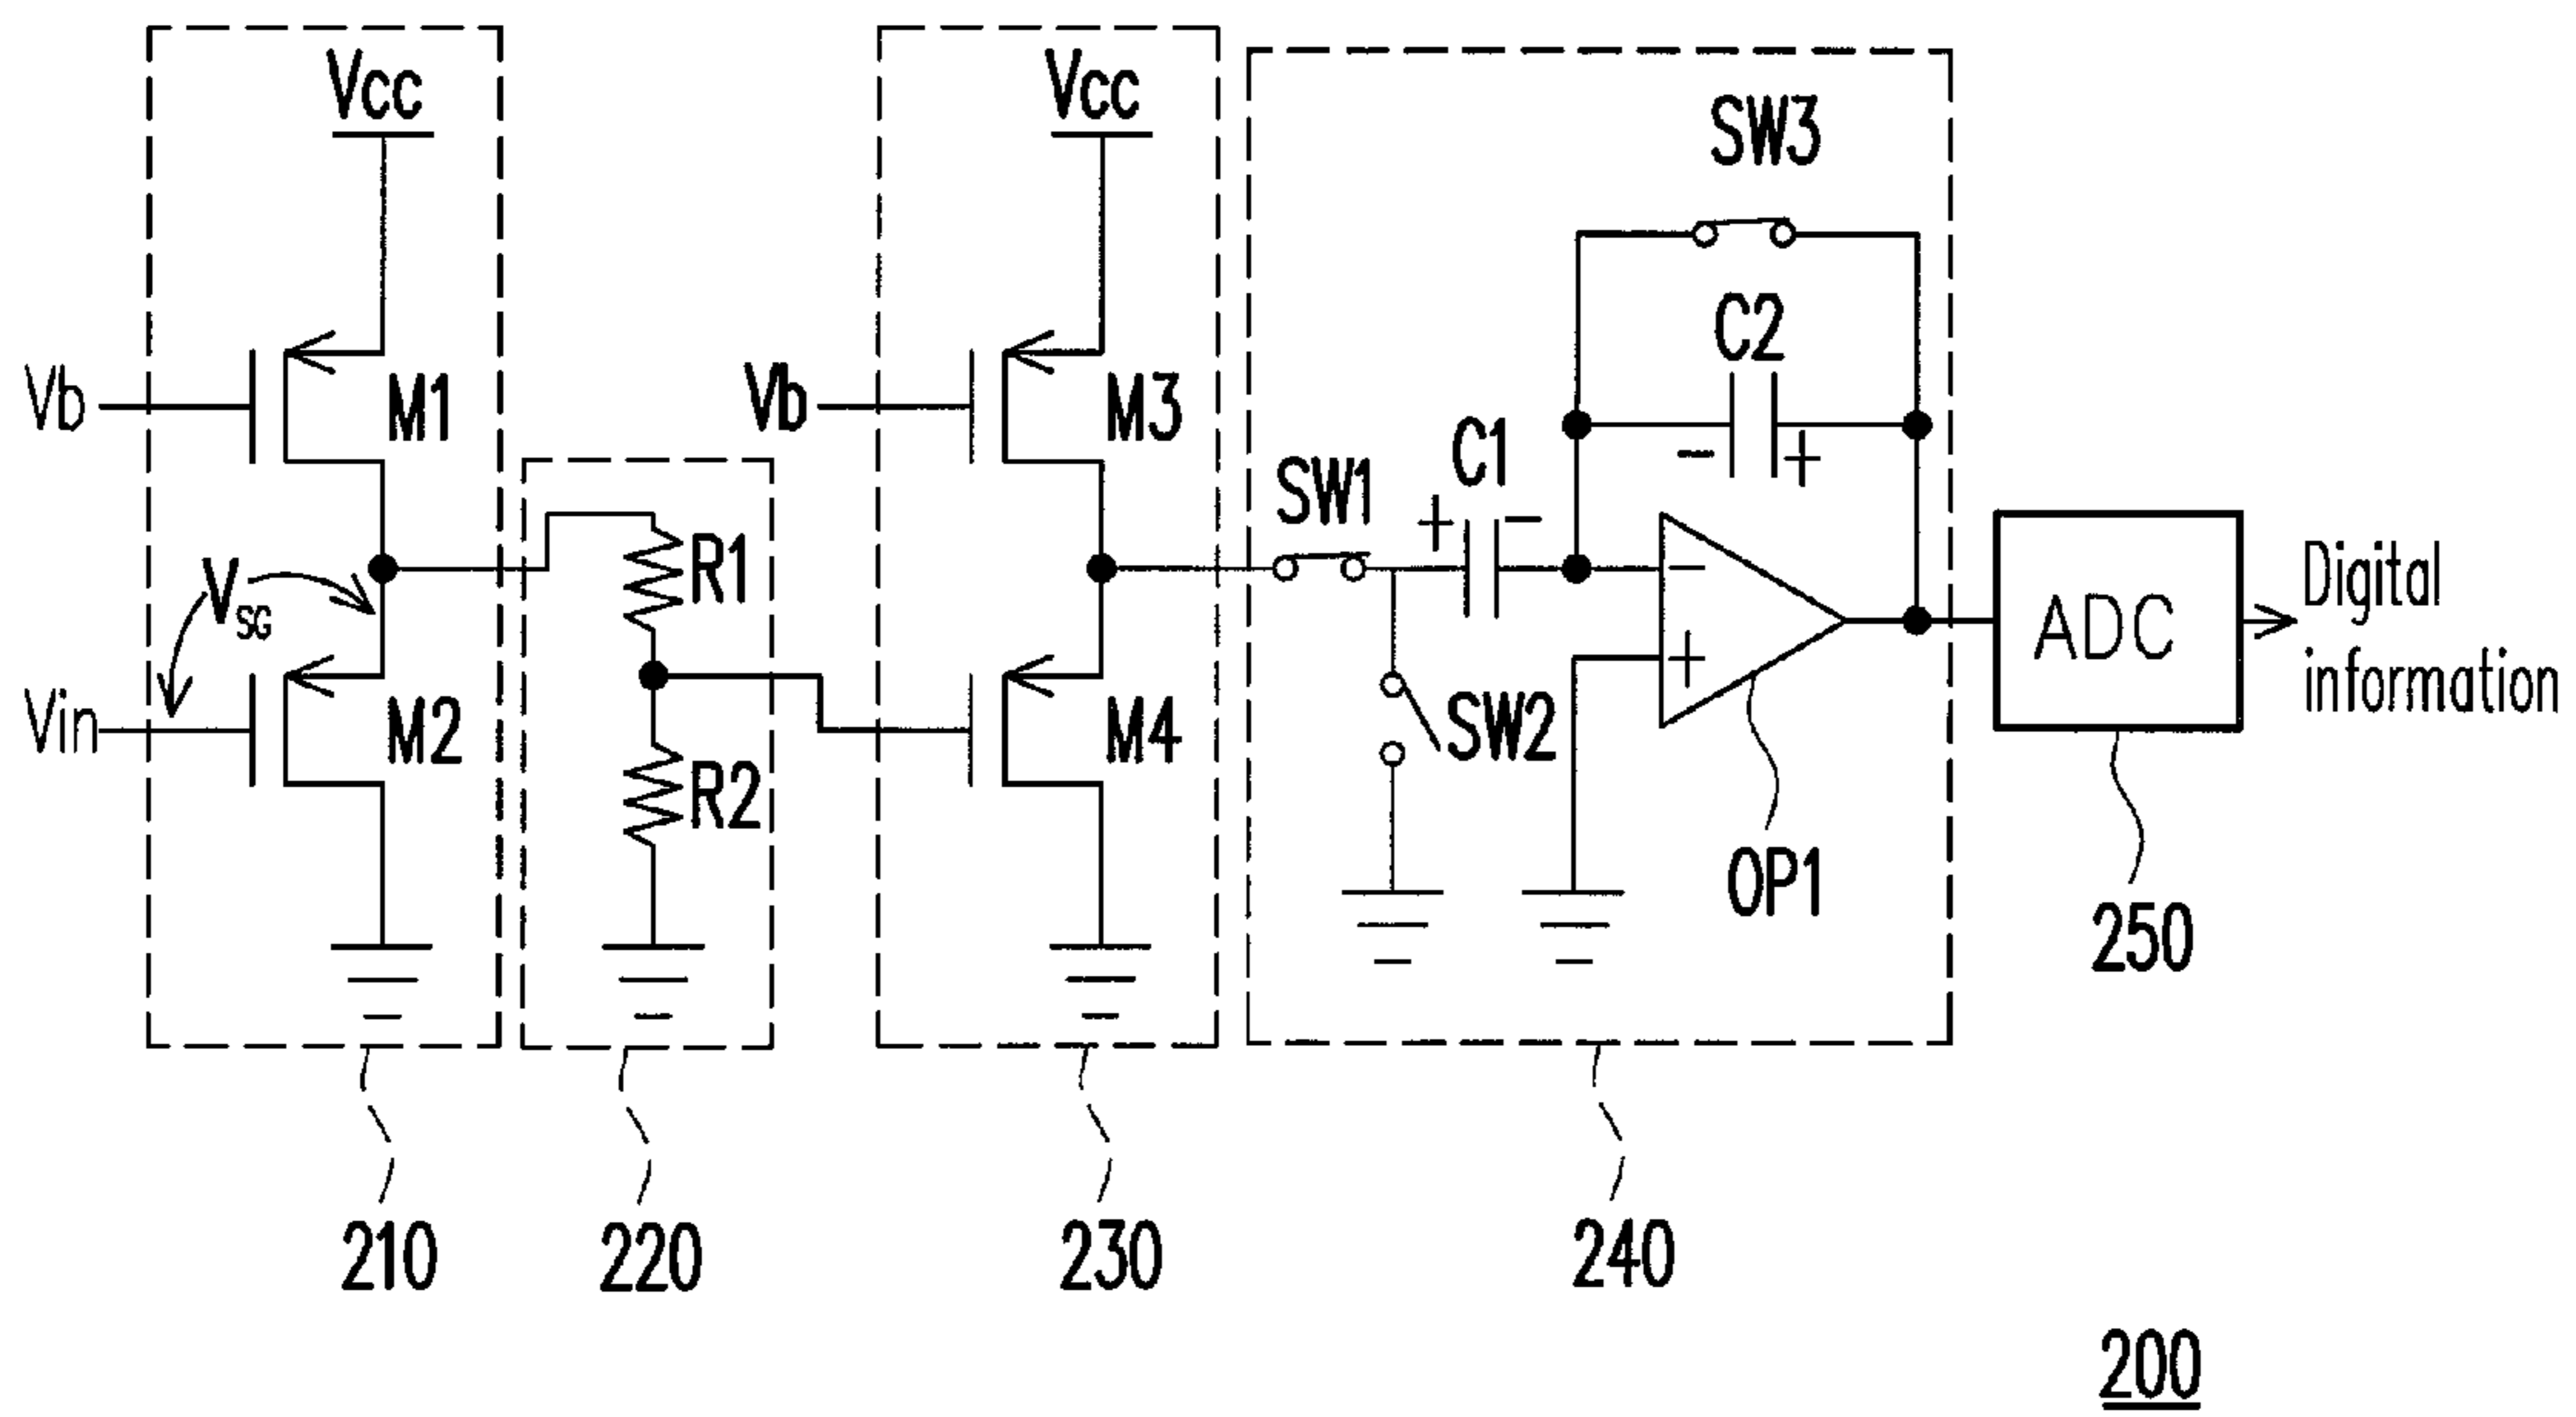 Vcc
Vcc
SW3
C2
Vb
M1
Vb
M3
C1
SW1
+
-
-
+
VSG
R1
-
+
ADC
Digital
information
Vin
M2
R2
M4
SW2
OP1
250
210
220
230
240
200